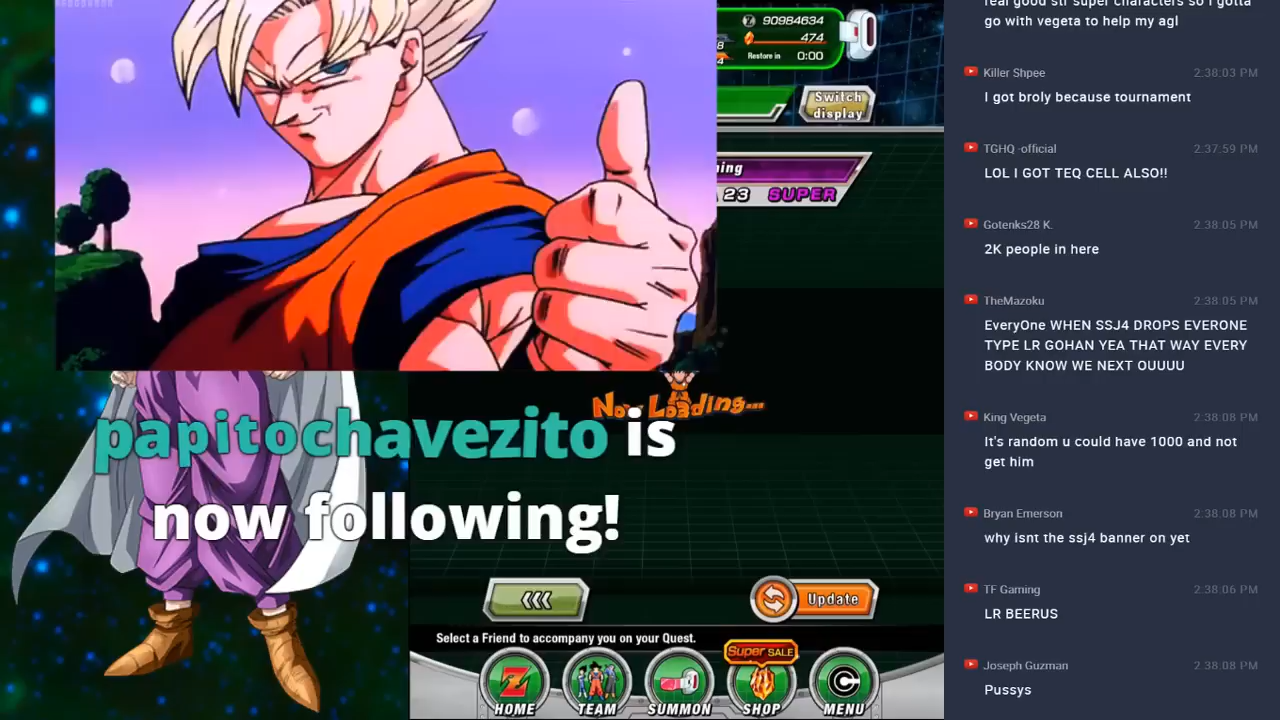 90984634
474
Restore in 0:00
Switch
display
23 SUPER
Now Loading...
papitochavezito is
now following!
Update
Select a Friend to accompany you on your Quest.
Super SALE
HOME
TEAM
SUMMON
SHOP
MENU
real good str super characters so i gotta
go with vegeta to help my agl
Killer Shpee 2:38:03 PM
I got broly because tournament
TGHQ -official 2:37:59 PM
LOL I GOT TEQ CELL ALSO!!
Gotenks28 K. 2:38:05 PM
2K people in here
TheMazoku 2:38:05 PM
EveryOne WHEN SSJ4 DROPS EVERONE
TYPE LR GOHAN YEA THAT WAY EVERY
BODY KNOW WE NEXT OUUUU
King Vegeta 2:38:08 PM
It's random u could have 1000 and not
get him
Bryan Emerson 2:38:08 PM
why isnt the ssj4 banner on yet
TF Gaming 2:38:06 PM
LR BEERUS
Joseph Guzman 2:38:08 PM
Pussys